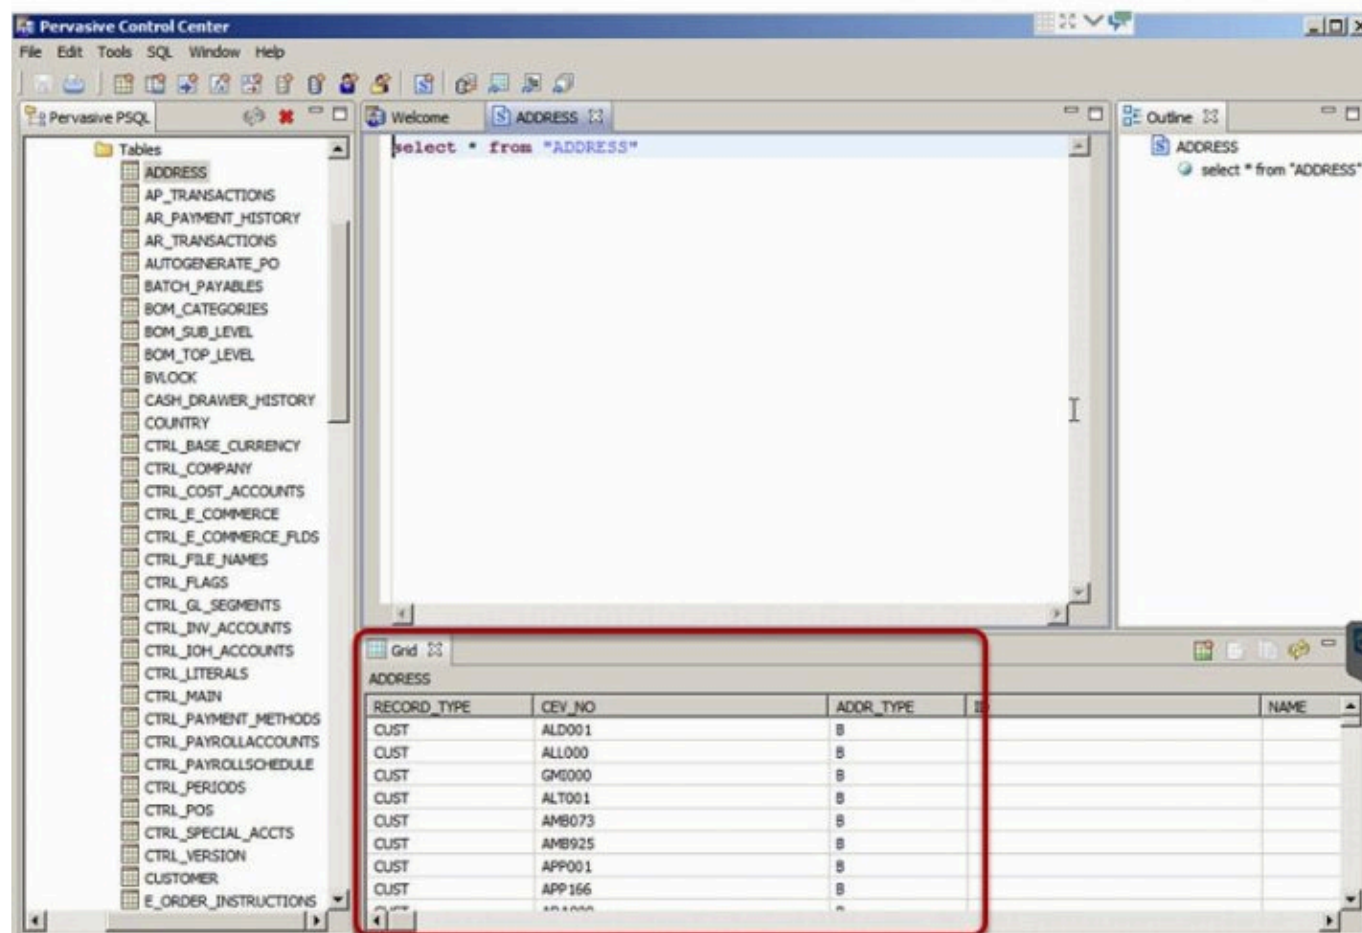 Pervasive Control Center
File Edit Tools SQL Window Help
Pervasive PSQL
Tables
ADDRESS
AP_TRANSACTIONS
AR_PAYMENT_HISTORY
AR_TRANSACTIONS
AUTOGENERATE_PO
BATCH_PAYABLES
BOM_CATEGORIES
BOM_SUB_LEVEL
BOM_TOP_LEVEL
BVLOCK
CASH_DRAWER_HISTORY
COUNTRY
CTRL_BASE_CURRENCY
CTRL_COMPANY
CTRL_COST_ACCOUNTS
CTRL_E_COMMERCE
CTRL_E_COMMERCE_FLDS
CTRL_FILE_NAMES
CTRL_FLAGS
CTRL_GL_SEGMENTS
CTRL_INV_ACCOUNTS
CTRL_IOH_ACCOUNTS
CTRL_LITERALS
CTRL_MAIN
CTRL_PAYMENT_METHODS
CTRL_PAYROLLACCOUNTS
CTRL_PAYROLLSCHEDULE
CTRL_PERIODS
CTRL_POS
CTRL_SPECIAL_ACCTS
CTRL_VERSION
CUSTOMER
E_ORDER_INSTRUCTIONS
Welcome ADDRESS
select * from "ADDRESS"
Outline
ADDRESS
select * from "ADDRESS"
Grid
ADDRESS
RECORD_TYPE CEV_NO ADDR_TYPE ID NAME
CUST ALD001 B
CUST ALL000 B
CUST GMI000 B
CUST ALT001 B
CUST AMB073 B
CUST AMB925 B
CUST APP001 B
CUST APP166 B